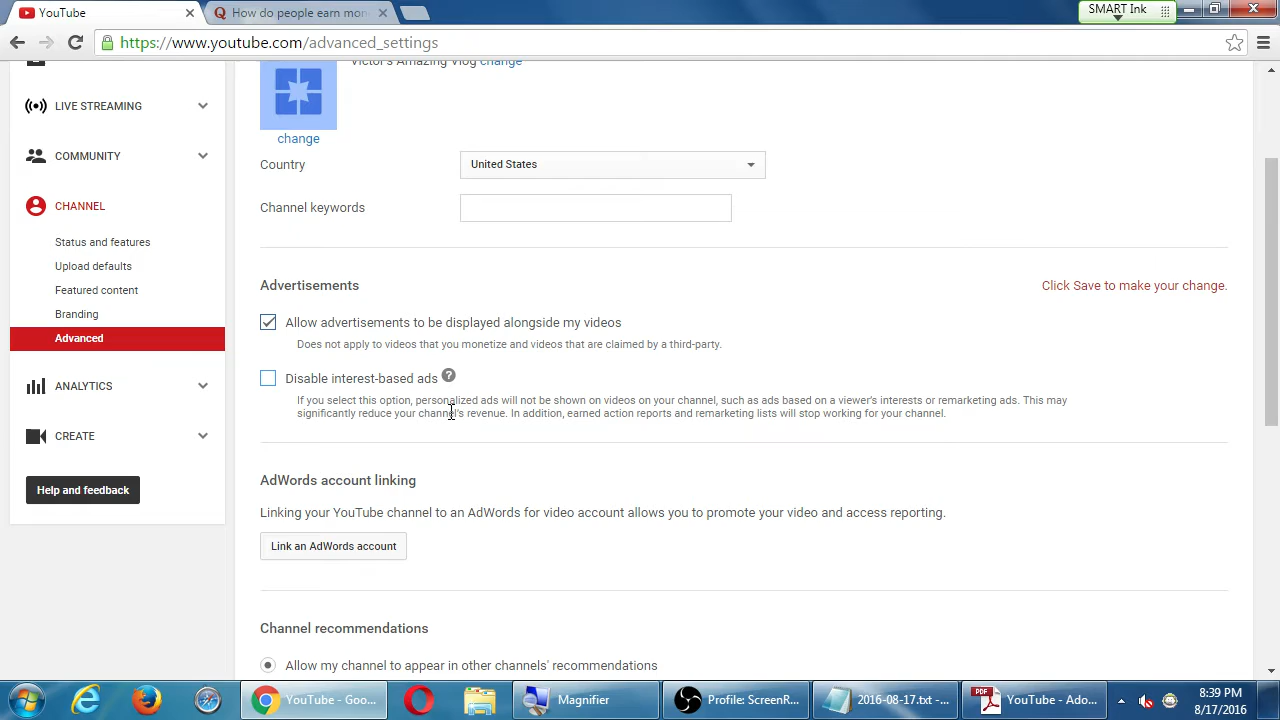 YouTube
How do people earn mon
SMART Ink
https://www.youtube.com/advanced_settings
Victor's Amazing Vlog change
change
LIVE STREAMING
COMMUNITY
CHANNEL
Status and features
Upload defaults
Featured content
Branding
Advanced
ANALYTICS
CREATE
Help and feedback
Country
United States
Channel keywords
Advertisements
Click Save to make your change.
Allow advertisements to be displayed alongside my videos
Does not apply to videos that you monetize and videos that are claimed by a third-party.
Disable interest-based ads ?
If you select this option, personalized ads will not be shown on videos on your channel, such as ads based on a viewer's interests or remarketing ads. This may
significantly reduce your channel's revenue. In addition, earned action reports and remarketing lists will stop working for your channel.
AdWords account linking
Linking your YouTube channel to an AdWords for video account allows you to promote your video and access reporting.
Link an AdWords account
Channel recommendations
Allow my channel to appear in other channels' recommendations
YouTube - Goo...
Magnifier
Profile: ScreenR...
2016-08-17.txt -...
PDF
YouTube - Ado...
8:39 PM
8/17/2016